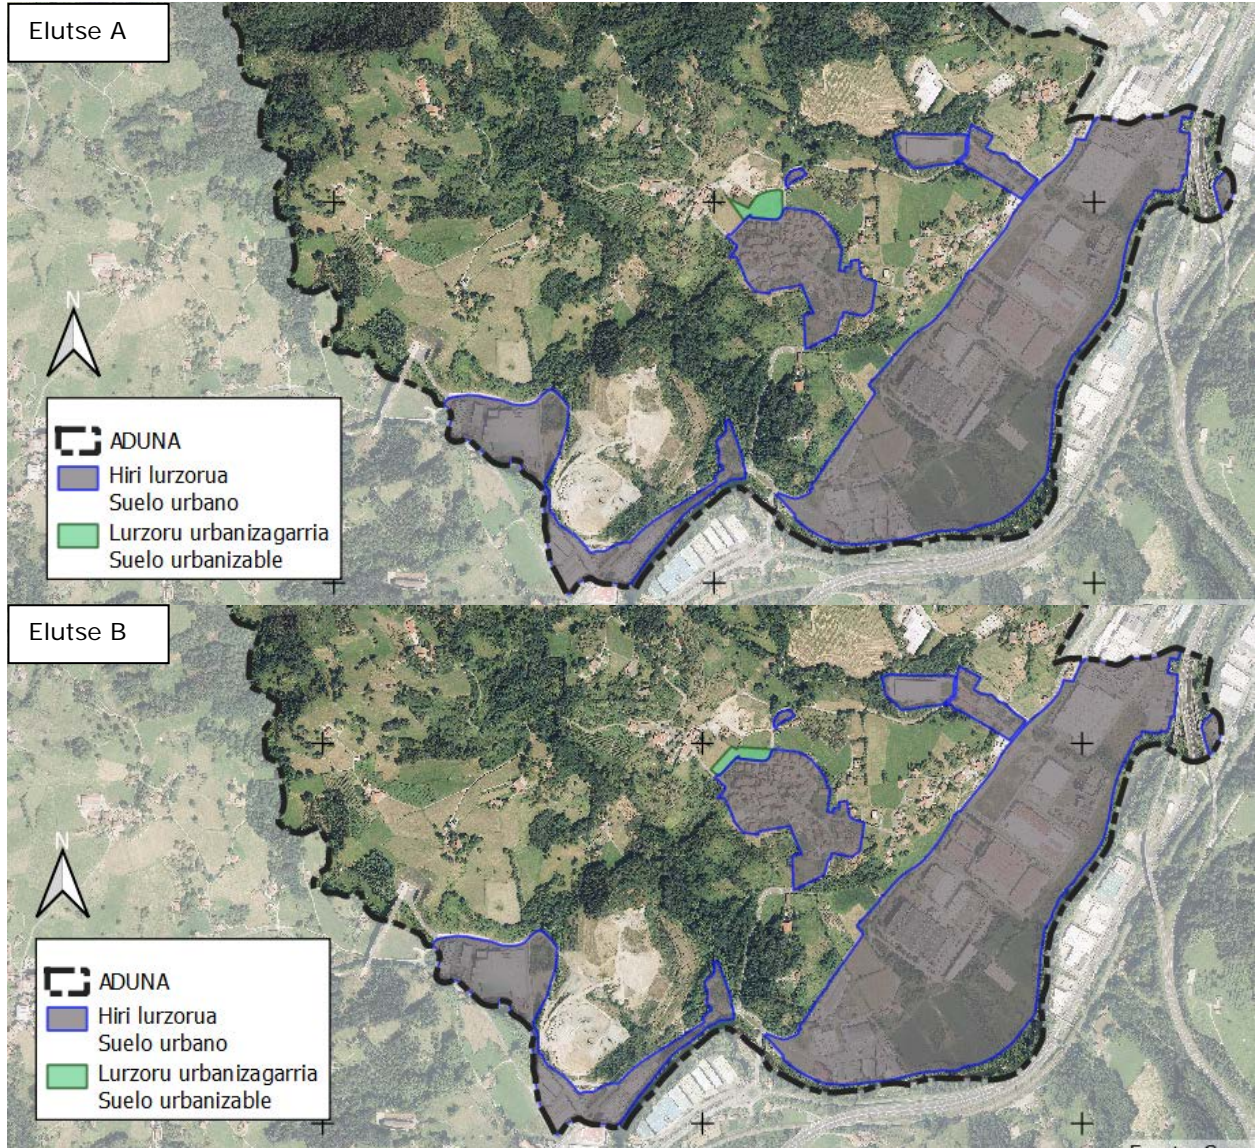 Elutse A
N
ADUNA
Hiri lurzorua
Suelo urbano
Lurzoru urbanizagarria
Suelo urbanizable
Elutse B
N
ADUNA
Hiri lurzorua
Suelo urbano
Lurzoru urbanizagarria
Suelo urbanizable